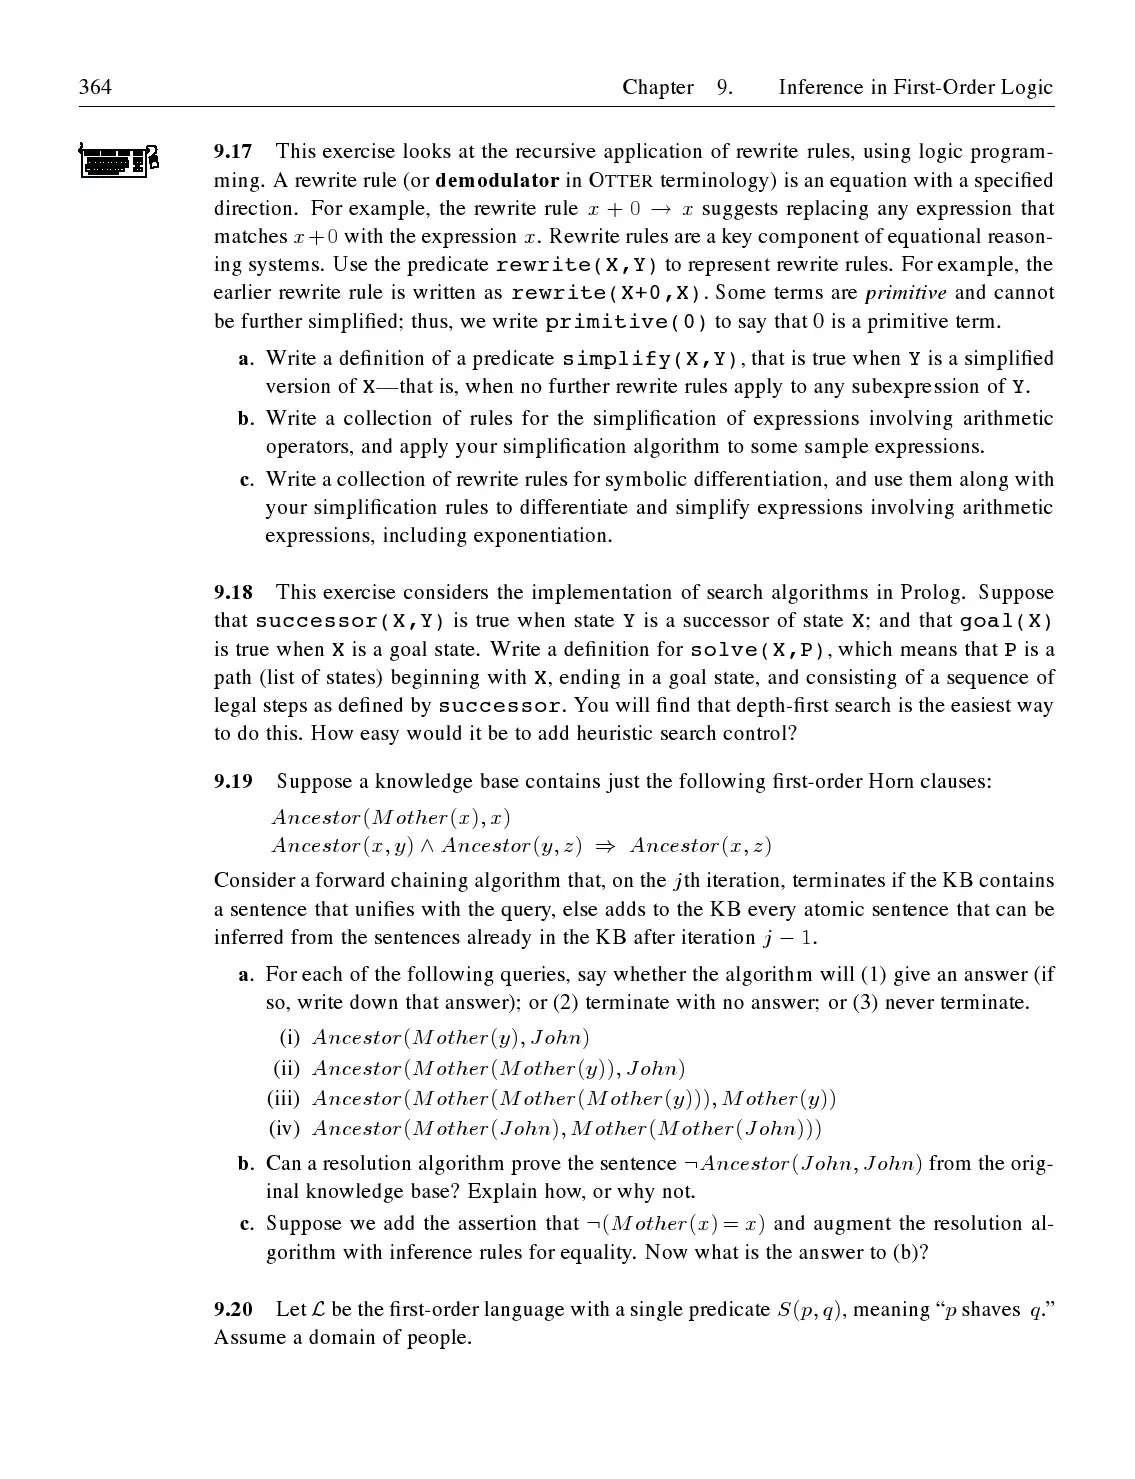 364 Chapter 9. Inference in First-Order Logic
9.17 This exercise looks at the recursive application of rewrite rules, using logic program-
ming. A rewrite rule (or demodulator in OTTER terminology) is an equation with a specified
direction. For example, the rewrite rule x + 0 → x suggests replacing any expression that
matches x+0 with the expression x. Rewrite rules are a key component of equational reason-
ing systems. Use the predicate rewrite(X,Y) to represent rewrite rules. For example, the
earlier rewrite rule is written as rewrite(X+0,X). Some terms are primitive and cannot
be further simplified; thus, we write primitive(0) to say that 0 is a primitive term.
a. Write a definition of a predicate simplify(X,Y), that is true when Y is a simplified
version of X—that is, when no further rewrite rules apply to any subexpression of Y.
b. Write a collection of rules for the simplification of expressions involving arithmetic
operators, and apply your simplification algorithm to some sample expressions.
c. Write a collection of rewrite rules for symbolic differentiation, and use them along with
your simplification rules to differentiate and simplify expressions involving arithmetic
expressions, including exponentiation.
9.18 This exercise considers the implementation of search algorithms in Prolog. Suppose
that successor(X,Y) is true when state Y is a successor of state X; and that goal(X)
is true when X is a goal state. Write a definition for solve(X,P), which means that P is a
path (list of states) beginning with X, ending in a goal state, and consisting of a sequence of
legal steps as defined by successor. You will find that depth-first search is the easiest way
to do this. How easy would it be to add heuristic search control?
9.19 Suppose a knowledge base contains just the following first-order Horn clauses:
Ancestor(Mother(x), x)
Ancestor(x, y) ∧ Ancestor(y, z) ⇒ Ancestor(x, z)
Consider a forward chaining algorithm that, on the jth iteration, terminates if the KB contains
a sentence that unifies with the query, else adds to the KB every atomic sentence that can be
inferred from the sentences already in the KB after iteration j − 1.
a. For each of the following queries, say whether the algorithm will (1) give an answer (if
so, write down that answer); or (2) terminate with no answer; or (3) never terminate.
(i) Ancestor(Mother(y), John)
(ii) Ancestor(Mother(Mother(y)), John)
(iii) Ancestor(Mother(Mother(Mother(y))), Mother(y))
(iv) Ancestor(Mother(John), Mother(Mother(John)))
b. Can a resolution algorithm prove the sentence ¬Ancestor(John, John) from the orig-
inal knowledge base? Explain how, or why not.
c. Suppose we add the assertion that ¬(Mother(x) = x) and augment the resolution al-
gorithm with inference rules for equality. Now what is the answer to (b)?
9.20 Let ℒ be the first-order language with a single predicate S(p, q), meaning “p shaves q.”
Assume a domain of people.